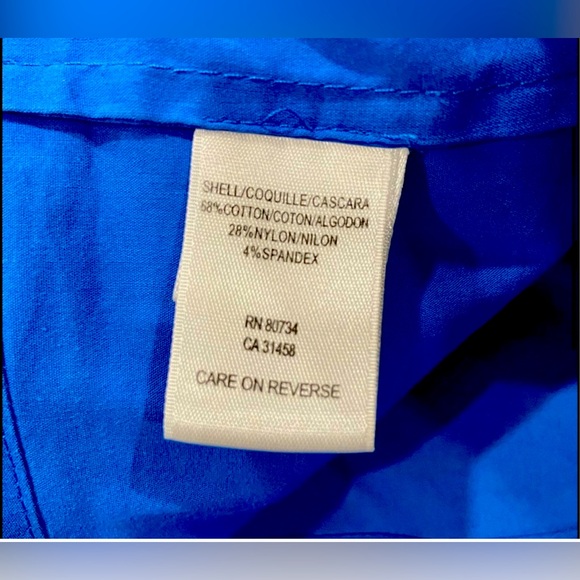 SHELL/COQUILLE/CASCARA
68%COTTON/COTON/ALGODON
28%NYLON/NILON
4%SPANDEX
RN 80734
CA 31458
CARE ON REVERSE